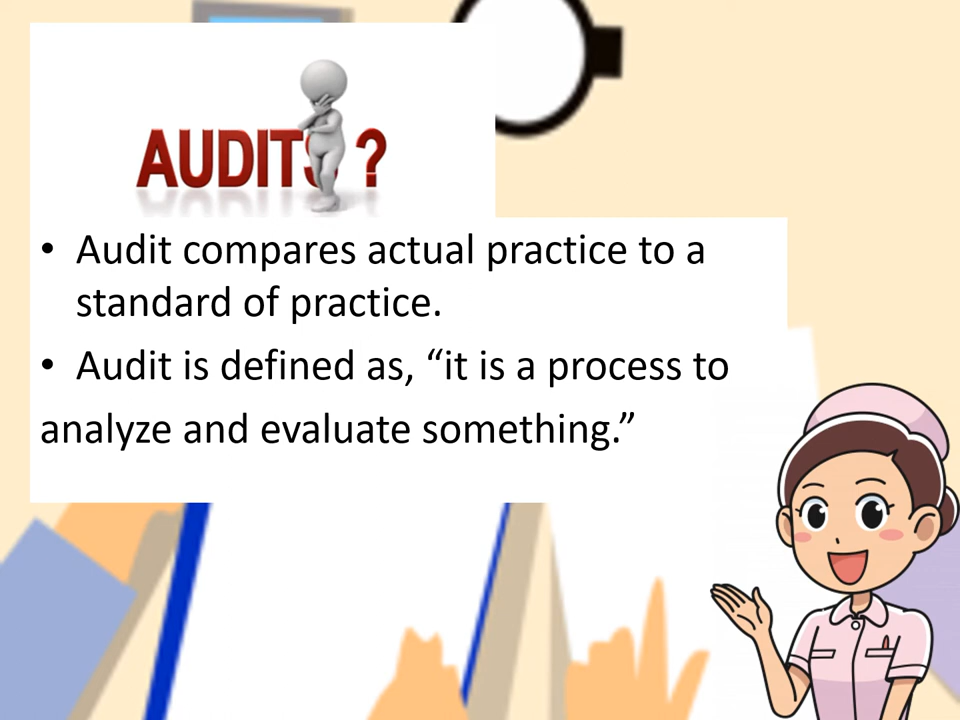 AUDITS ?
• Audit compares actual practice to a
standard of practice.
• Audit is defined as, “it is a process to
analyze and evaluate something.”